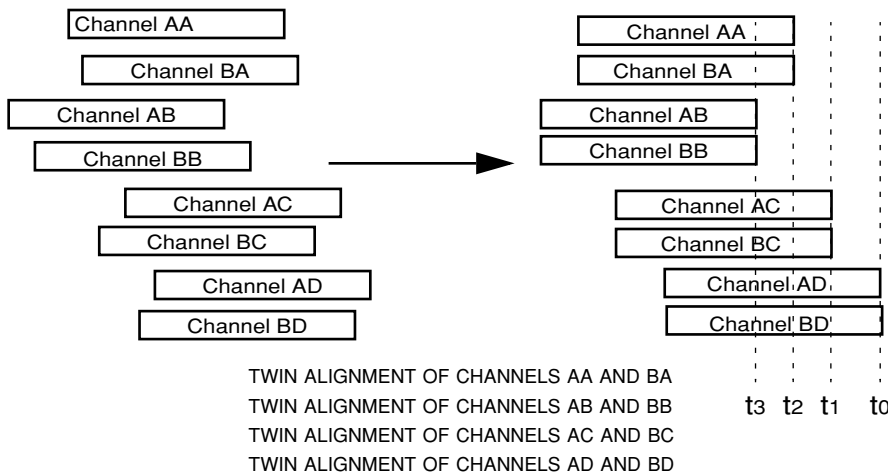 Channel AA
Channel BA
Channel AB
Channel BB
Channel AC
Channel BC
Channel AD
Channel BD
Channel AA
Channel BA
Channel AB
Channel BB
Channel AC
Channel BC
Channel AD
Channel BD
t3 t2 t1 t0
TWIN ALIGNMENT OF CHANNELS AA AND BA
TWIN ALIGNMENT OF CHANNELS AB AND BB
TWIN ALIGNMENT OF CHANNELS AC AND BC
TWIN ALIGNMENT OF CHANNELS AD AND BD